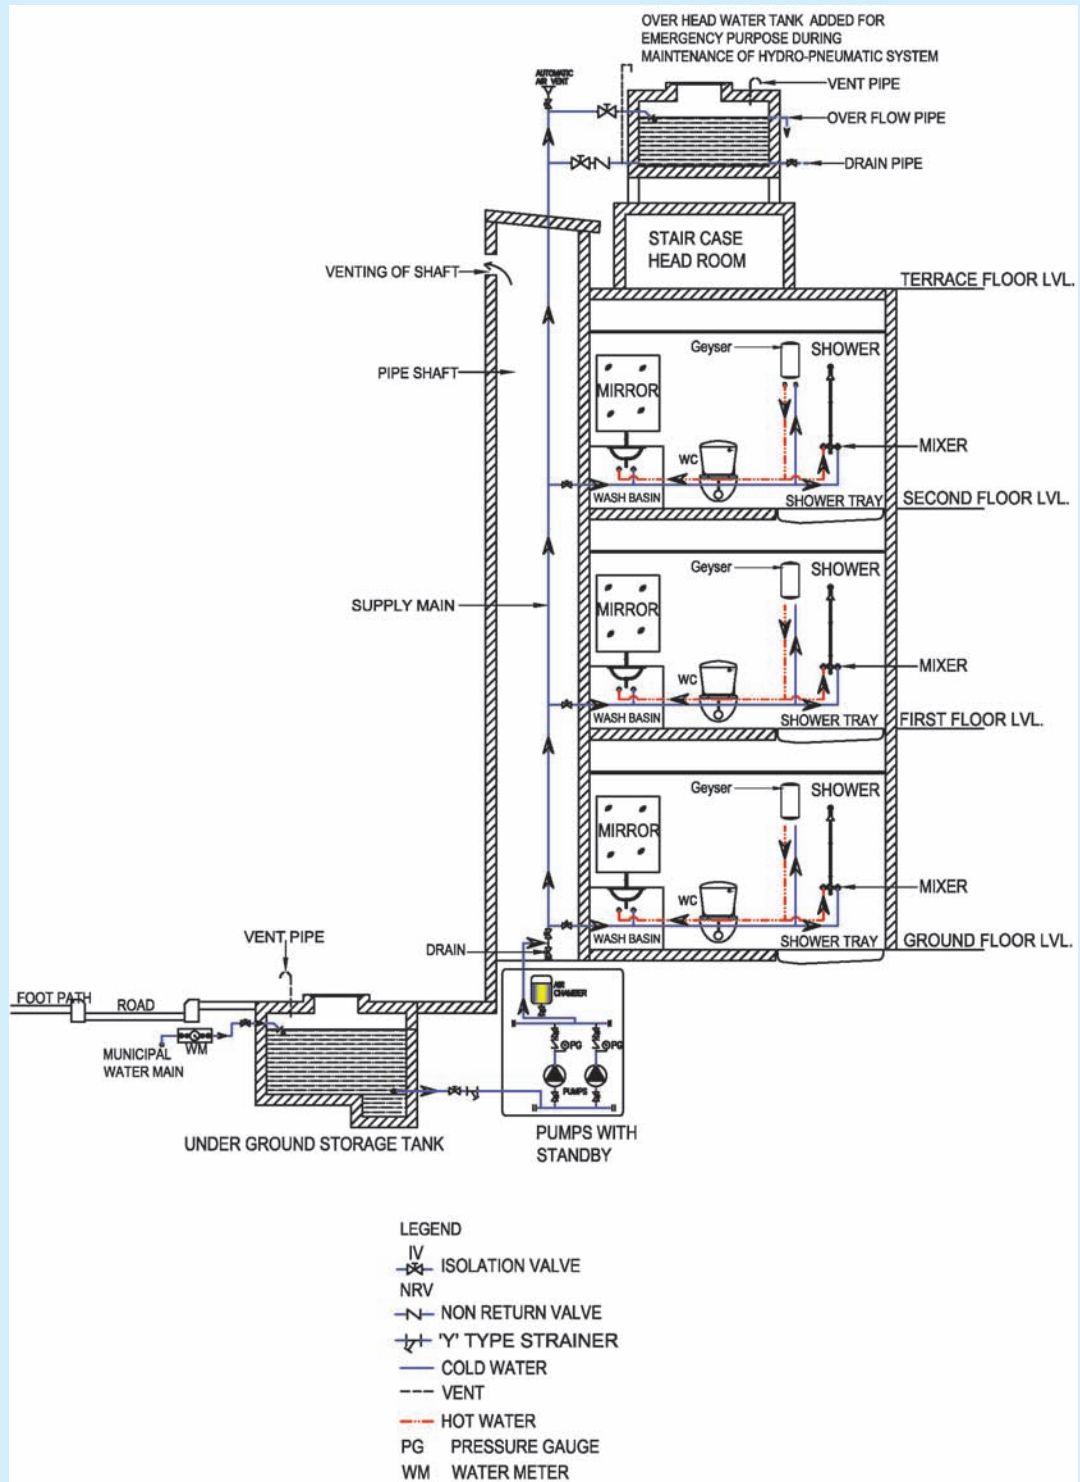 OVER HEAD WATER TANK ADDED FOR
EMERGENCY PURPOSE DURING
MAINTENANCE OF HYDRO-PNEUMATIC SYSTEM
AUTOMATIC
AIR VENT
VENT PIPE
OVER FLOW PIPE
DRAIN PIPE
STAIR CASE
HEAD ROOM
VENTING OF SHAFT
TERRACE FLOOR LVL.
PIPE SHAFT
Geyser
SHOWER
MIRROR
MIXER
WC
WASH BASIN
SHOWER TRAY
SECOND FLOOR LVL.
Geyser
SHOWER
SUPPLY MAIN
MIRROR
MIXER
WC
WASH BASIN
SHOWER TRAY
FIRST FLOOR LVL.
Geyser
SHOWER
MIRROR
MIXER
WC
WASH BASIN
SHOWER TRAY
GROUND FLOOR LVL.
VENT PIPE
DRAIN
FOOT PATH
ROAD
AIR
CHAMBER
WM
MUNICIPAL
WATER MAIN
PG
PG
PUMPS
UNDER GROUND STORAGE TANK
PUMPS WITH
STANDBY
LEGEND
IV
ISOLATION VALVE
NRV
NON RETURN VALVE
'Y' TYPE STRAINER
COLD WATER
VENT
HOT WATER
PG PRESSURE GAUGE
WM WATER METER